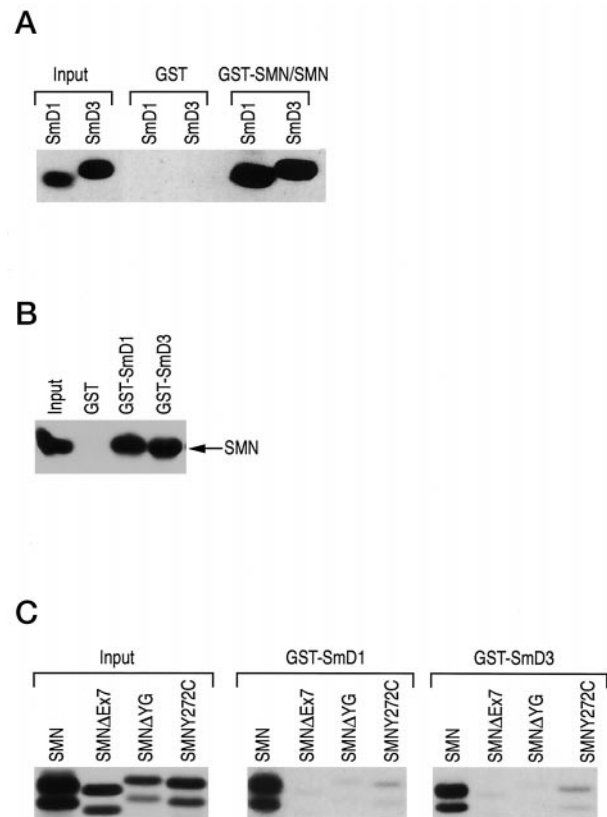 A
Input GST GST-SMN/SMN
SmD1 SmD3 SmD1 SmD3 SmD1 SmD3
B
Input GST GST-SmD1 GST-SmD3
SMN
C
Input GST-SmD1 GST-SmD3
SMN SMNΔEx7 SMNΔYG SMNY272C SMN SMNΔEx7 SMNΔYG SMNY272C SMN SMNΔEx7 SMNΔYG SMNY272C